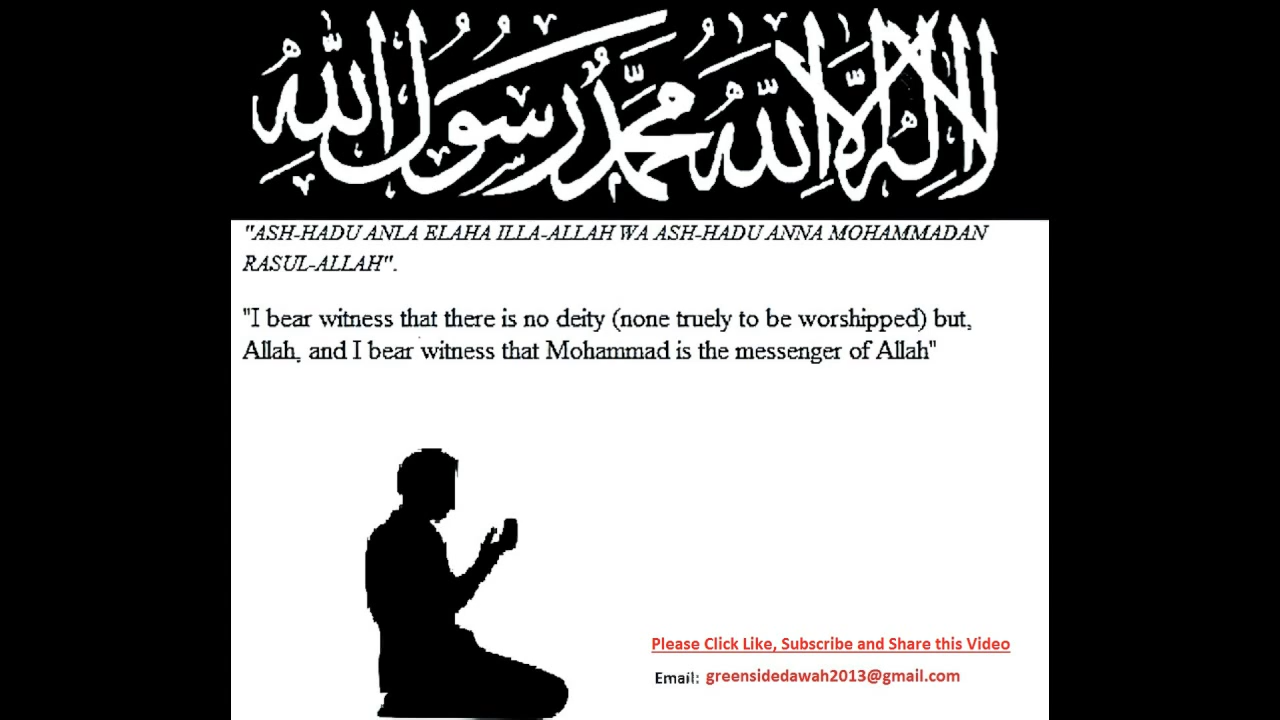 لا إله إلا الله محمد رسول الله
"ASH-HADU ANLA ELAHA ILLA-ALLAH WA ASH-HADU ANNA MOHAMMADAN
RASUL-ALLAH".
"I bear witness that there is no deity (none truely to be worshipped) but,
Allah, and I bear witness that Mohammad is the messenger of Allah"
Please Click Like, Subscribe and Share this Video
Email: greensidedawah2013@gmail.com